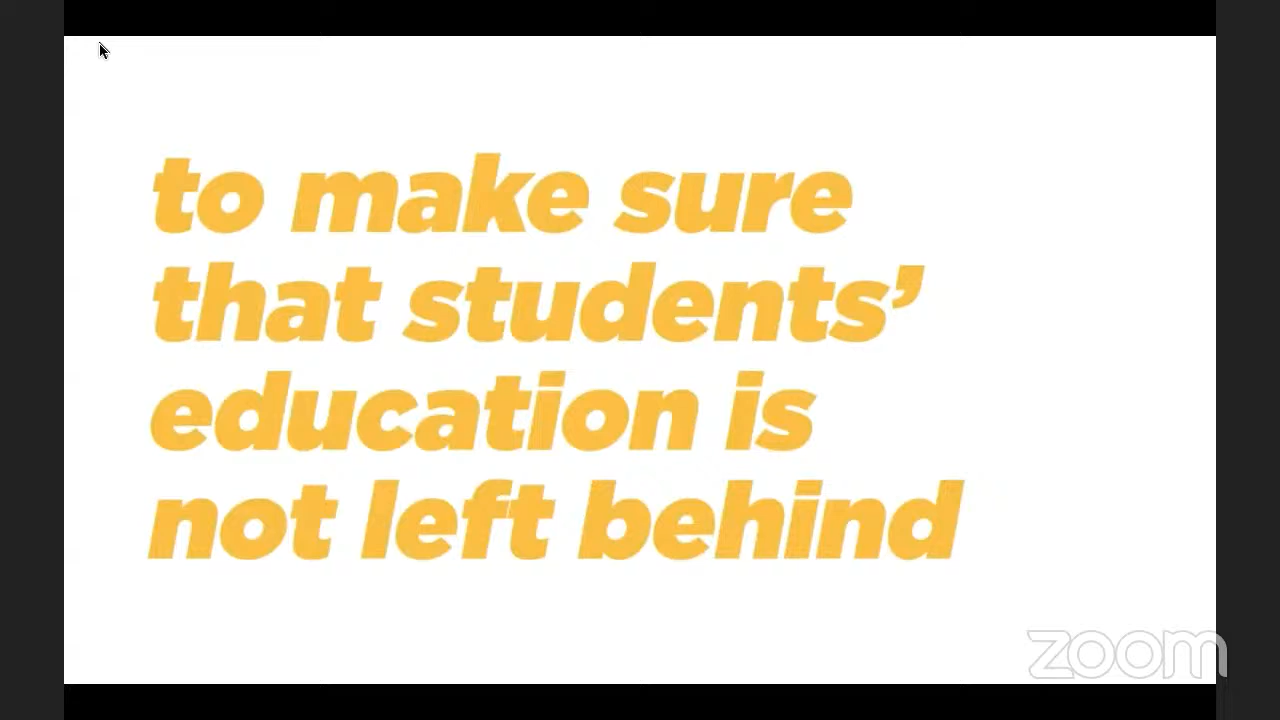 to make sure
that students’
education is
not left behind
zoom